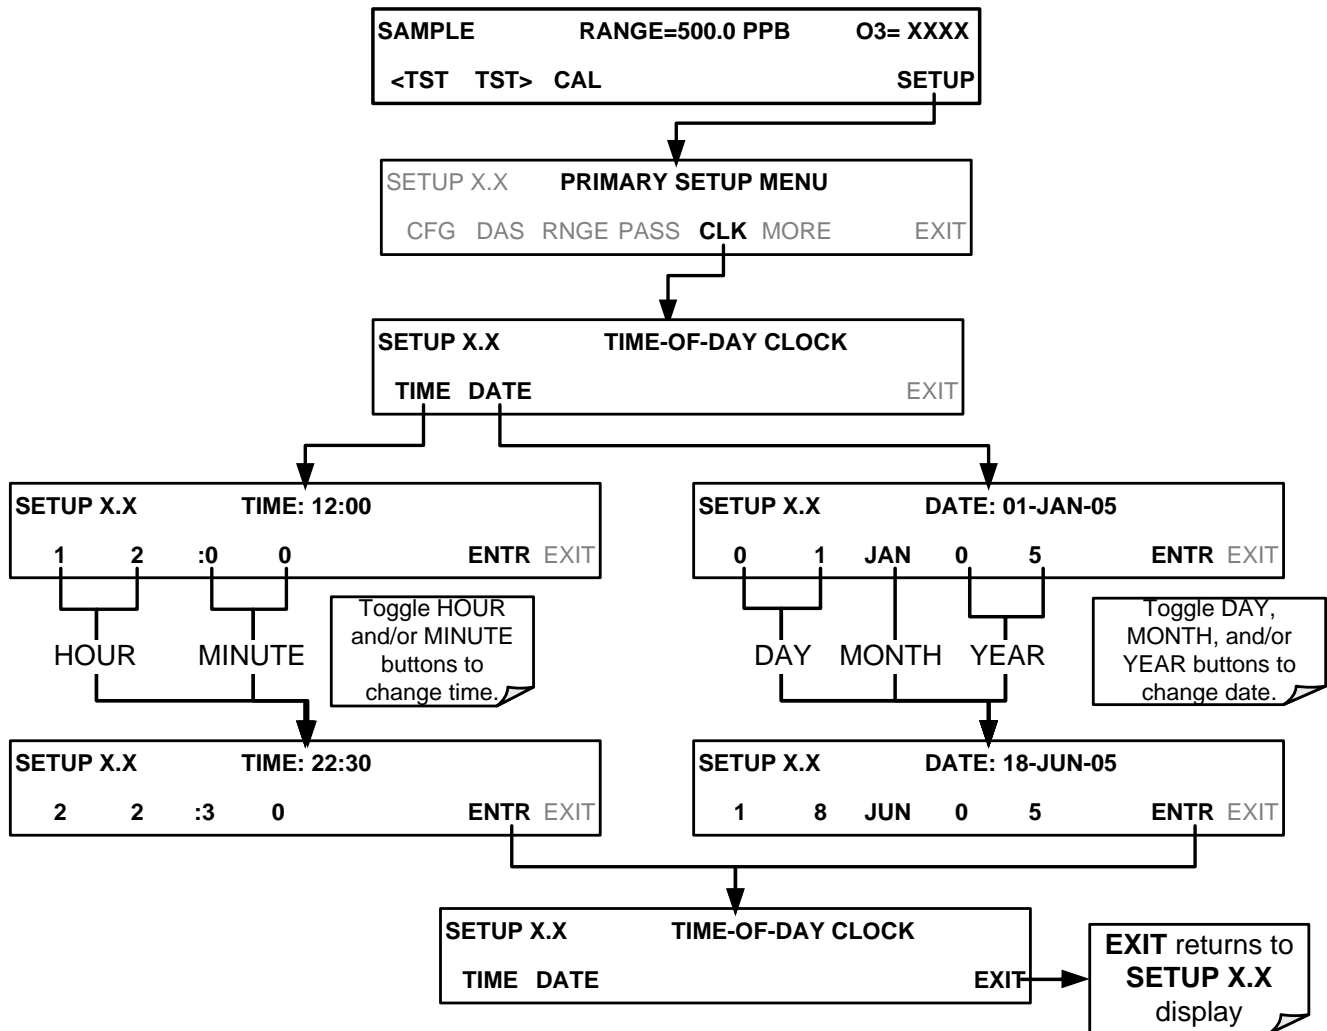 SAMPLE RANGE=500.0 PPB O3= XXXX
<TST TST> CAL SETUP
SETUP X.X PRIMARY SETUP MENU
CFG DAS RNGE PASS CLK MORE EXIT
SETUP X.X TIME-OF-DAY CLOCK
TIME DATE EXIT
SETUP X.X TIME: 12:00
1 2 :0 0 ENTR EXIT
HOUR MINUTE
Toggle HOUR
and/or MINUTE
buttons to
change time.
SETUP X.X TIME: 22:30
2 2 :3 0 ENTR EXIT
SETUP X.X DATE: 01-JAN-05
0 1 JAN 0 5 ENTR EXIT
DAY MONTH YEAR
Toggle DAY,
MONTH, and/or
YEAR buttons to
change date.
SETUP X.X DATE: 18-JUN-05
1 8 JUN 0 5 ENTR EXIT
SETUP X.X TIME-OF-DAY CLOCK
TIME DATE EXIT
EXIT returns to
SETUP X.X
display